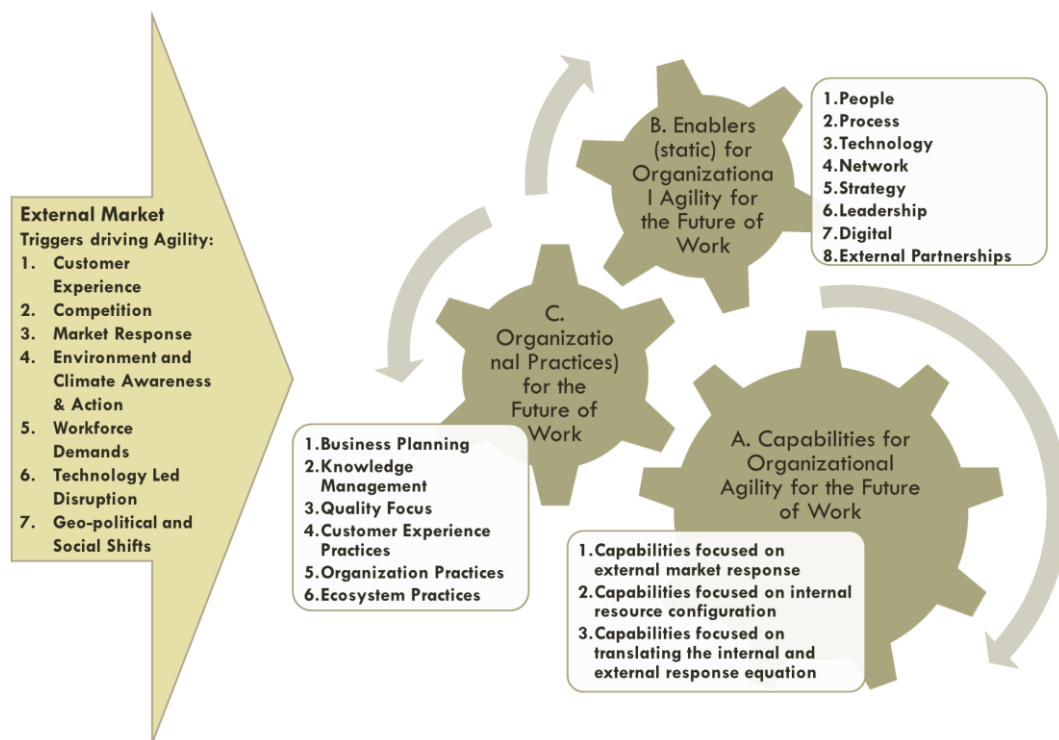 External Market
Triggers driving Agility:
1. Customer
Experience
2. Competition
3. Market Response
4. Environment and
Climate Awareness
& Action
5. Workforce
Demands
6. Technology Led
Disruption
7. Geo-political and
Social Shifts
B. Enablers
(static) for
Organizationa
l Agility for
the Future of
Work
1.People
2.Process
3.Technology
4.Network
5.Strategy
6.Leadership
7.Digital
8.External Partnerships
C.
Organizatio
nal Practices)
for the
Future of
Work
1.Business Planning
2.Knowledge
Management
3.Quality Focus
4.Customer Experience
Practices
5.Organization Practices
6.Ecosystem Practices
A. Capabilities for
Organizational
Agility for the Future
of Work
1.Capabilities focused on
external market response
2.Capabilities focused on internal
resource configuration
3.Capabilities focused on
translating the internal and
external response equation